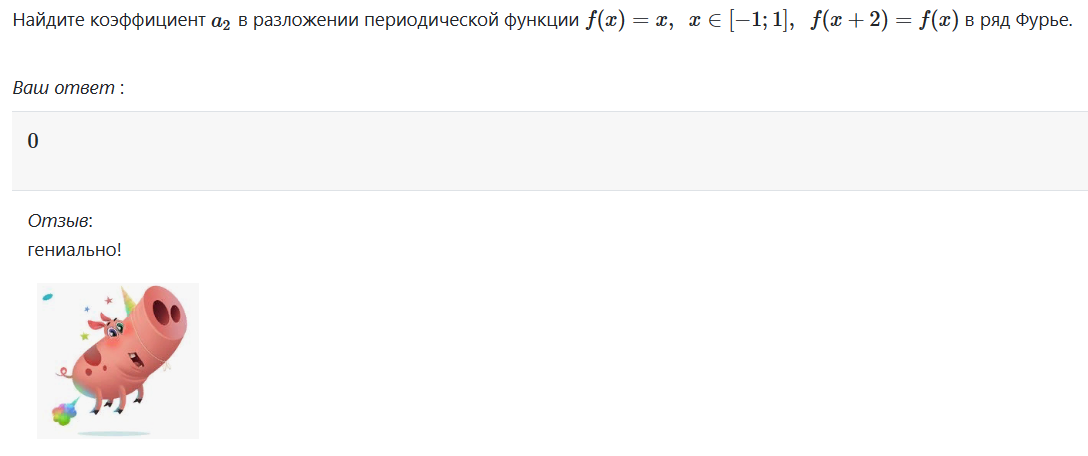 Найдите коэффициент a₂ в разложении периодической функции f(x) = x, x ∈ [−1; 1], f(x + 2) = f(x) в ряд Фурье.
Ваш ответ :
0
Отзыв:
гениально!